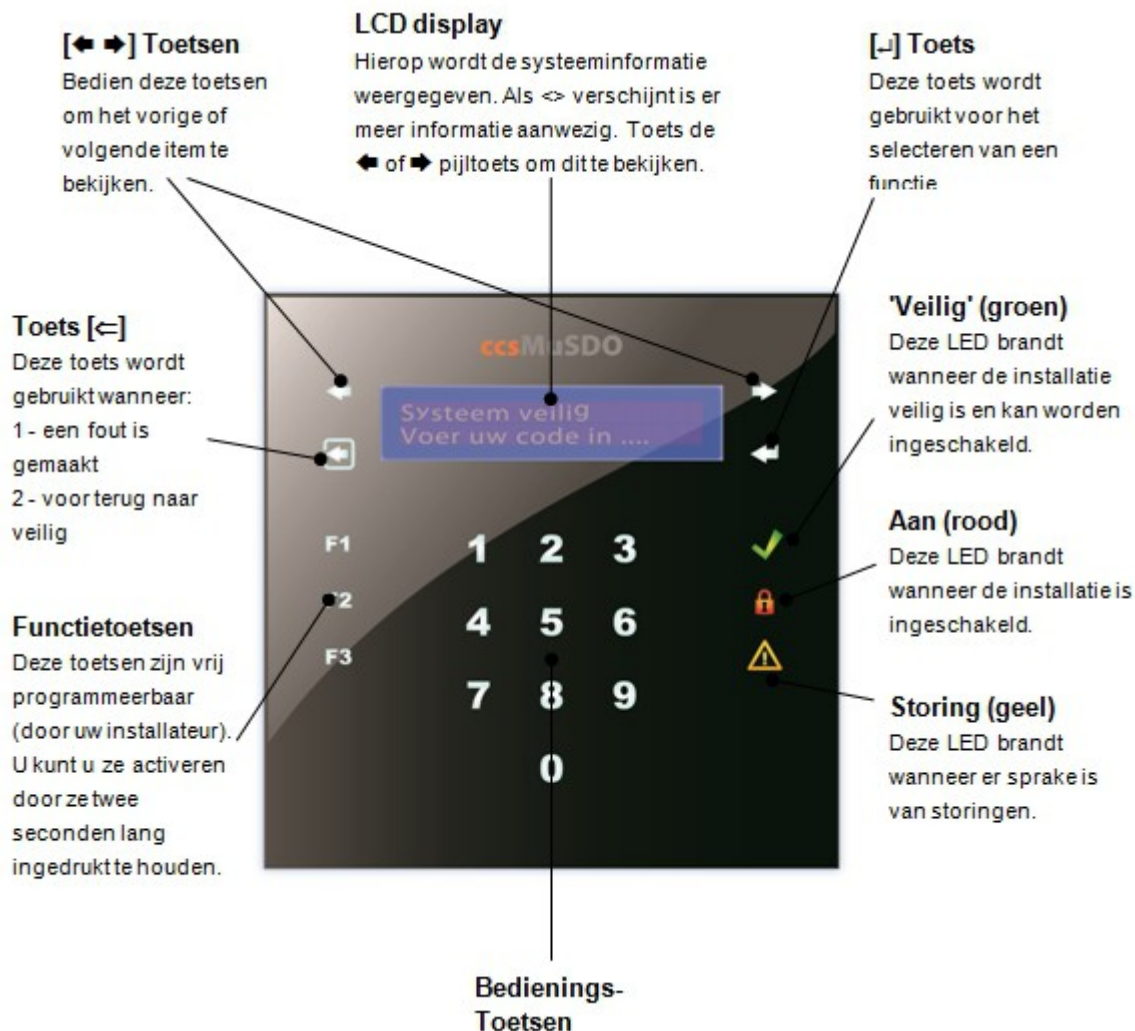 [🡄 🡆] Toetsen
Bedien deze toetsen
om het vorige of
volgende item te
bekijken.
LCD display
Hierop wordt de systeeminformatie
weergegeven. Als <> verschijnt is er
meer informatie aanwezig. Toets de
🡄 of 🡆 pijltoets om dit te bekijken.
[↵] Toets
Deze toets wordt
gebruikt voor het
selecteren van een
functie
Toets [⇐]
Deze toets wordt
gebruikt wanneer:
1 - een fout is
gemaakt
2 - voor terug naar
veilig
Functietoetsen
Deze toetsen zijn vrij
programmeerbaar
(door uw installateur).
U kunt u ze activeren
door ze twee
seconden lang
ingedrukt te houden.
ccsMuSDO
Systeem veilig
Voer uw code in ....
F1
F2
F3
1 2 3
4 5 6
7 8 9
0
'Veilig' (groen)
Deze LED brandt
wanneer de installatie
veilig is en kan worden
ingeschakeld.
Aan (rood)
Deze LED brandt
wanneer de installatie is
ingeschakeld.
Storing (geel)
Deze LED brandt
wanneer er sprake is
van storingen.
Bedienings-
Toetsen